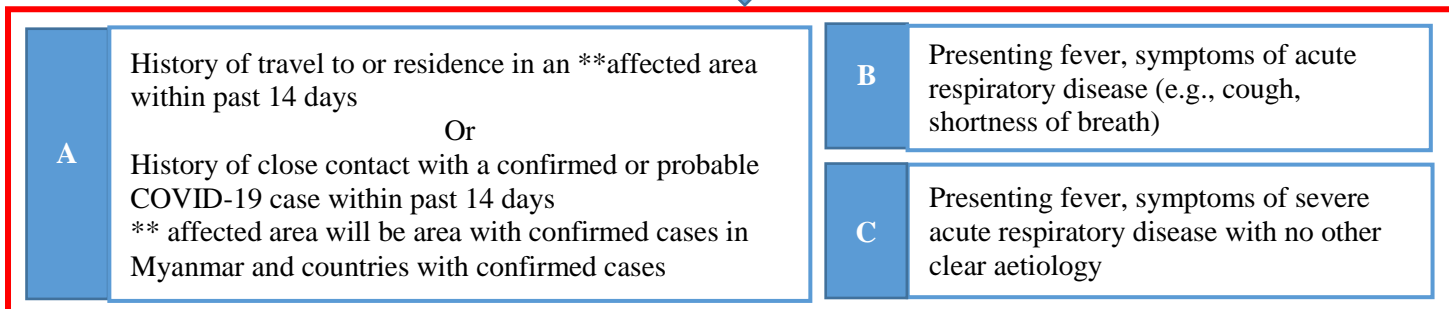 A
History of travel to or residence in an **affected area
within past 14 days
Or
History of close contact with a confirmed or probable
COVID-19 case within past 14 days
** affected area will be area with confirmed cases in
Myanmar and countries with confirmed cases
B
Presenting fever, symptoms of acute
respiratory disease (e.g., cough,
shortness of breath)
C
Presenting fever, symptoms of severe
acute respiratory disease with no other
clear aetiology